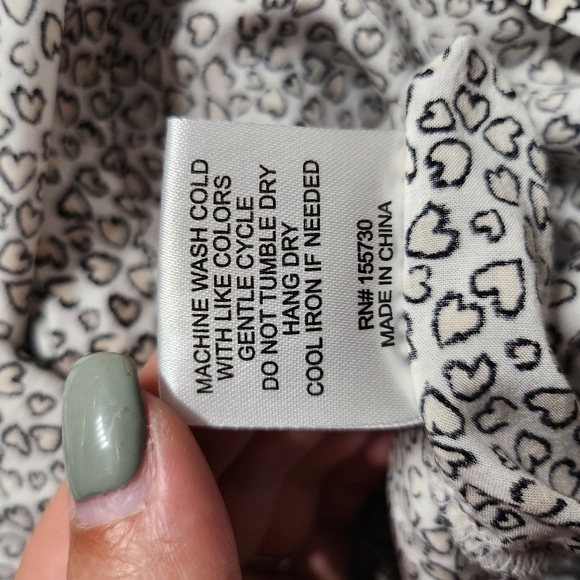 MACHINE WASH COLD
WITH LIKE COLORS
GENTLE CYCLE
DO NOT TUMBLE DRY
HANG DRY
COOL IRON IF NEEDED
RN# 155730
MADE IN CHINA